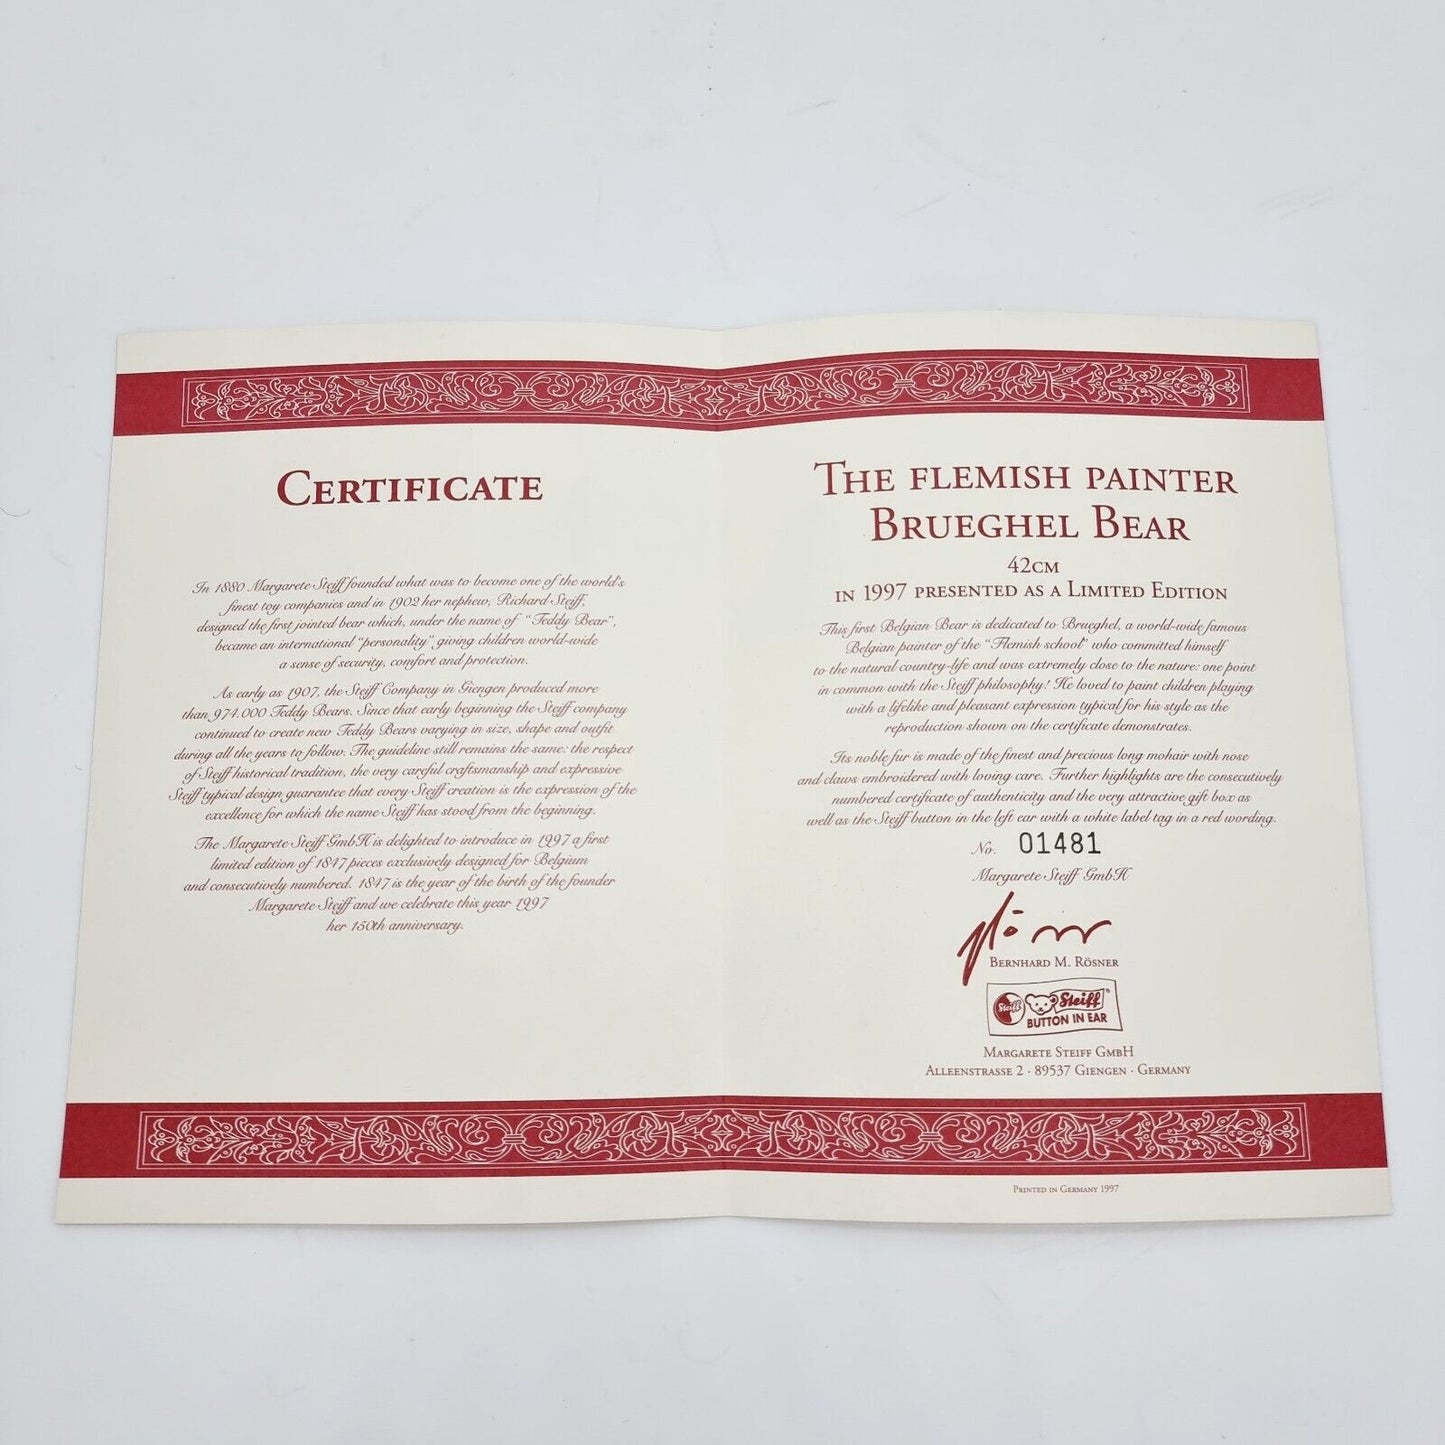 CERTIFICATE
In 1880 Margarete Steiff founded what was to become one of the world's
finest toy companies and in 1902 her nephew, Richard Steiff,
designed the first jointed bear which, under the name of "Teddy Bear",
became an international "personality" giving children world-wide
a sense of security, comfort and protection.
As early as 1907, the Steiff Company in Giengen produced more
than 974.000 Teddy Bears. Since that early beginning the Steiff company
continued to create new Teddy Bears varying in size, shape and outfit
during all the years to follow. The guideline still remains the same: the respect
of Steiff historical tradition, the very careful craftsmanship and expressive
Steiff typical design guarantee that every Steiff creation is the expression of the
excellence for which the name Steiff has stood from the beginning.
The Margarete Steiff GmbH is delighted to introduce in 1997 a first
limited edition of 1847 pieces exclusively designed for Belgium
and consecutively numbered. 1847 is the year of the birth of the founder
Margarete Steiff and we celebrate this year 1997
her 150th anniversary.
THE FLEMISH PAINTER
BRUEGHEL BEAR
42CM
IN 1997 PRESENTED AS A LIMITED EDITION
This first Belgian Bear is dedicated to Brueghel, a world-wide famous
Belgian painter of the "Flemish school" who committed himself
to the natural country-life and was extremely close to the nature: one point
in common with the Steiff philosophy! He loved to paint children playing
with a lifelike and pleasant expression typical for his style as the
reproduction shown on the certificate demonstrates.
Its noble fur is made of the finest and precious long mohair with nose
and claws embroidered with loving care. Further highlights are the consecutively
numbered certificate of authenticity and the very attractive gift box as
well as the Steiff button in the left ear with a white label tag in a red wording.
No. 01481
Margarete Steiff GmbH
BERNHARD M. RÖSNER
Steiff Steiff®
BUTTON IN EAR
MARGARETE STEIFF GMBH
ALLEENSTRASSE 2 · 89537 GIENGEN · GERMANY
PRINTED IN GERMANY 1997